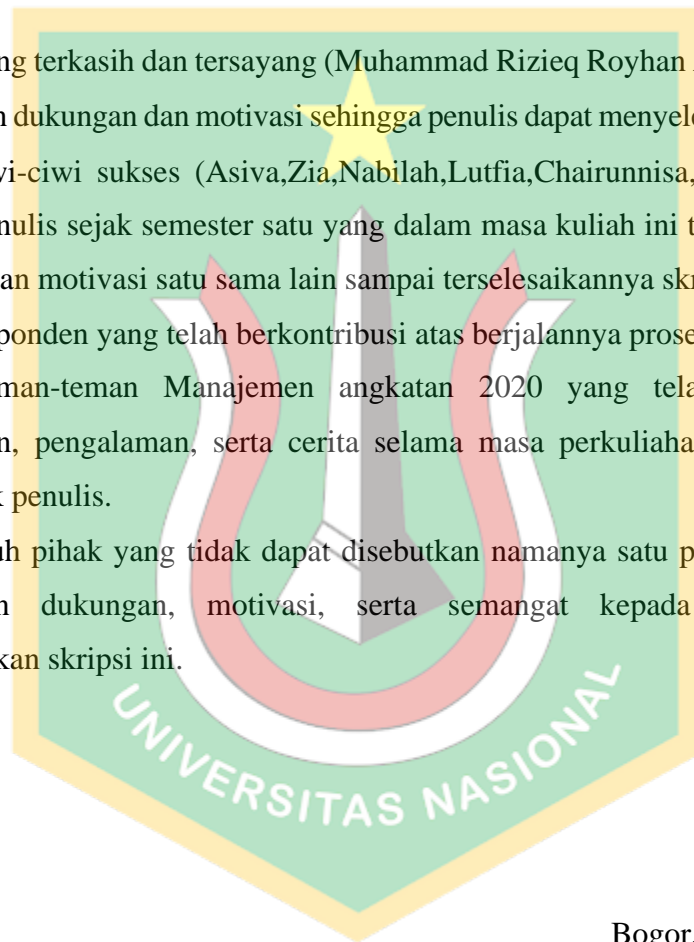 ng terkasih dan tersayang (Muhammad Rizieq Royhan
n dukungan dan motivasi sehingga penulis dapat menyele
wi-ciwi sukses (Asiva,Zia,Nabilah,Lutfia,Chairunnisa,
nulis sejak semester satu yang dalam masa kuliah ini t
an motivasi satu sama lain sampai terselesaikannya skr
ponden yang telah berkontribusi atas berjalannya prose
man-teman Manajemen angkatan 2020 yang tela
n, pengalaman, serta cerita selama masa perkuliaha
k penulis.
uh pihak yang tidak dapat disebutkan namanya satu p
n dukungan, motivasi, serta semangat kepada
kan skripsi ini.
UNIVERSITAS NASIONAL
Bogor,